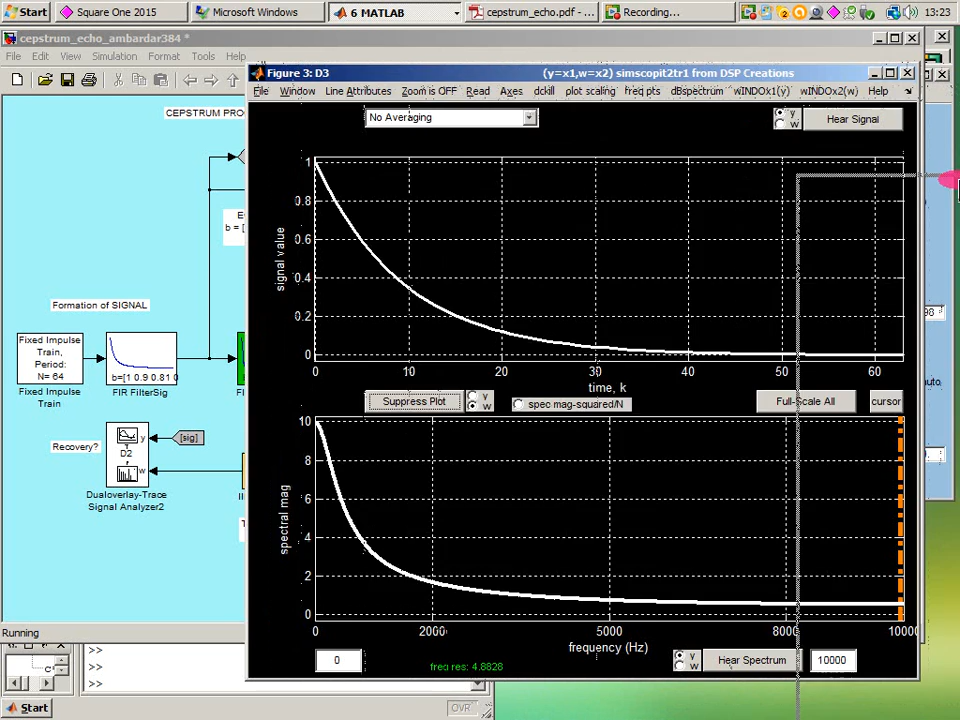 Start
Square One 2015
Microsoft Windows
6 MATLAB
cepstrum_echo.pdf - ...
Recording...
13:23
cepstrum_echo_ambardar384 *
File Edit View Simulation Format Tools Help
CEPSTRUM PRO
b = [
Formation of SIGNAL
Fixed Impulse
Train,
Period:
N= 64
Fixed Impulse
Train
b=[1 0.9 0.81 0
FIR FilterSig
Recovery?
y
D2
w
[sig]
Dualoverlay-Trace
Signal Analyzer2
Running
>>
>>
>>
Start
OVR
Figure 3: D3
(y=x1,w=x2) simscopit2tr1 from DSP Creations
File Window Line Attributes Zoom is OFF Read Axes dckill plot scaling freq pts dBspectrum wINDOx1(y) wINDOx2(w) Help
No Averaging
y
w
Hear Signal
signal value
1
0.8
0.6
0.4
0.2
0
0 10 20 30 40 50 60
time, k
Suppress Plot
y
w
spec mag-squared/N
Full-Scale All
cursor
spectral mag
10
8
6
4
2
0
0 2000 5000 8000 10000
frequency (Hz)
0
freq res: 4.8828
y
w
Hear Spectrum
10000
98
auto